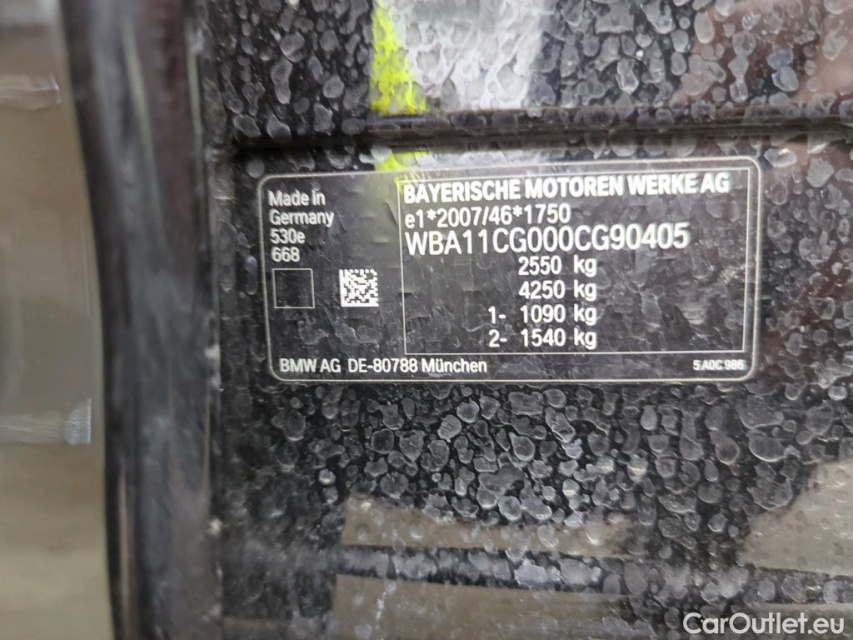 Made in
Germany
530e
668
BAYERISCHE MOTOREN WERKE AG
e1*2007/46*1750
WBA11CG000CG90405
2550 kg
4250 kg
1- 1090 kg
2- 1540 kg
BMW AG DE-80788 München
5A0C986
CarOutlet.eu